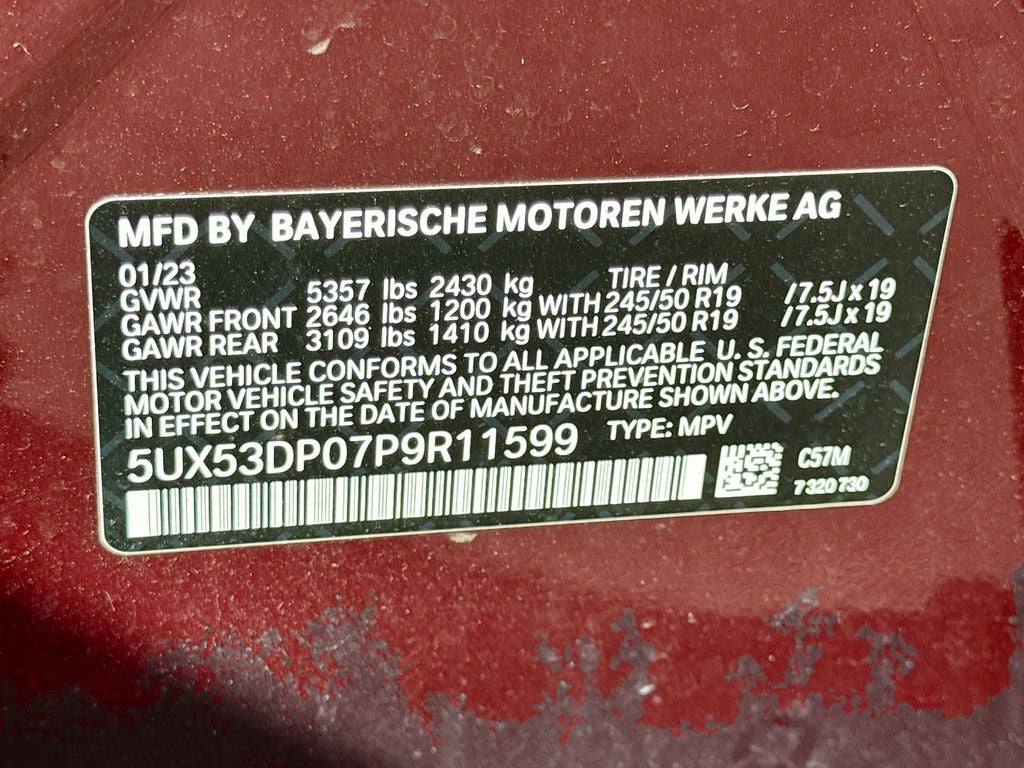 MFD BY BAYERISCHE MOTOREN WERKE AG
01/23 TIRE / RIM
GVWR 5357 lbs 2430 kg
GAWR FRONT 2646 lbs 1200 kg WITH 245/50 R19 /7.5J x 19
GAWR REAR 3109 lbs 1410 kg WITH 245/50 R19 /7.5J x 19
THIS VEHICLE CONFORMS TO ALL APPLICABLE U. S. FEDERAL
MOTOR VEHICLE SAFETY AND THEFT PREVENTION STANDARDS
IN EFFECT ON THE DATE OF MANUFACTURE SHOWN ABOVE.
5UX53DP07P9R11599 TYPE: MPV
C57M
7 320 730